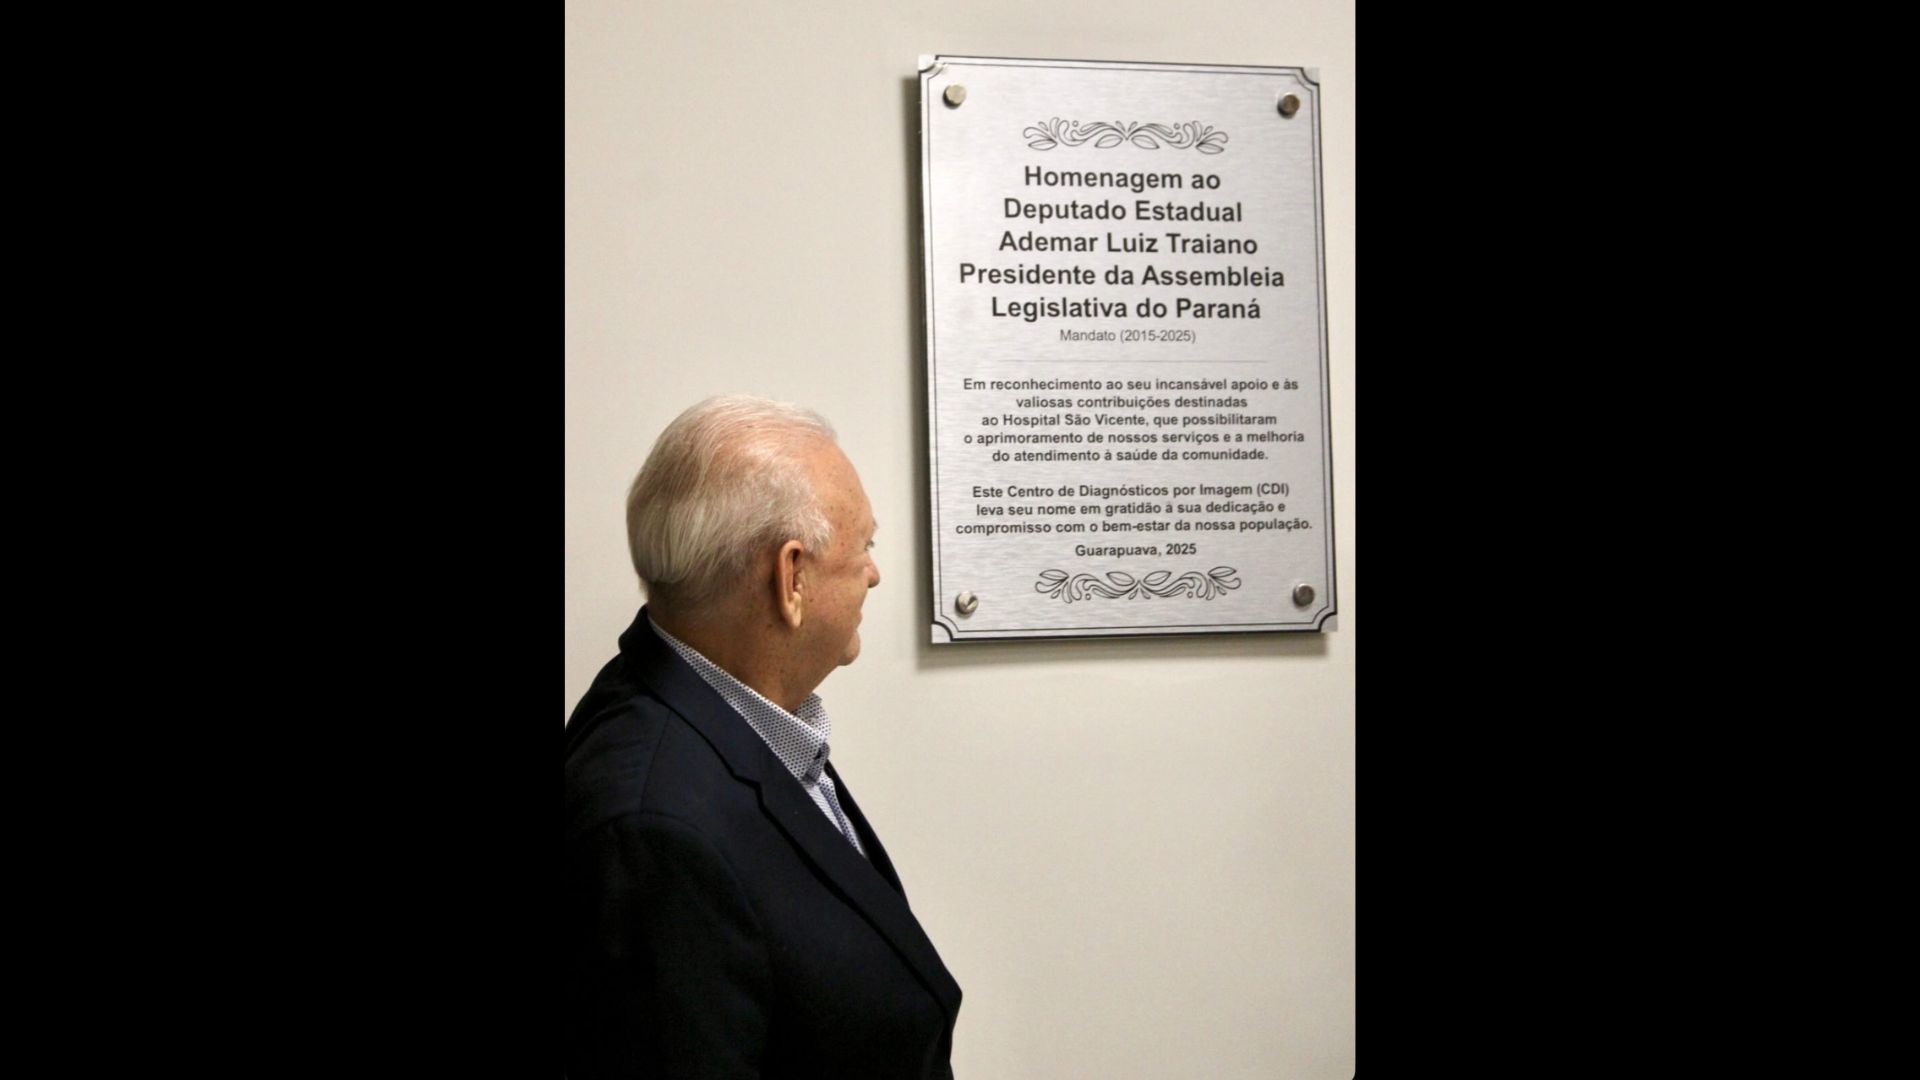 Homenagem ao
Deputado Estadual
Ademar Luiz Traiano
Presidente da Assembleia
Legislativa do Paraná
Mandato (2015-2025)
Em reconhecimento ao seu incansável apoio e às
valiosas contribuições destinadas
ao Hospital São Vicente, que possibilitaram
o aprimoramento de nossos serviços e a melhoria
do atendimento à saúde da comunidade.
Este Centro de Diagnósticos por Imagem (CDI)
leva seu nome em gratidão à sua dedicação e
compromisso com o bem-estar da nossa população.
Guarapuava, 2025